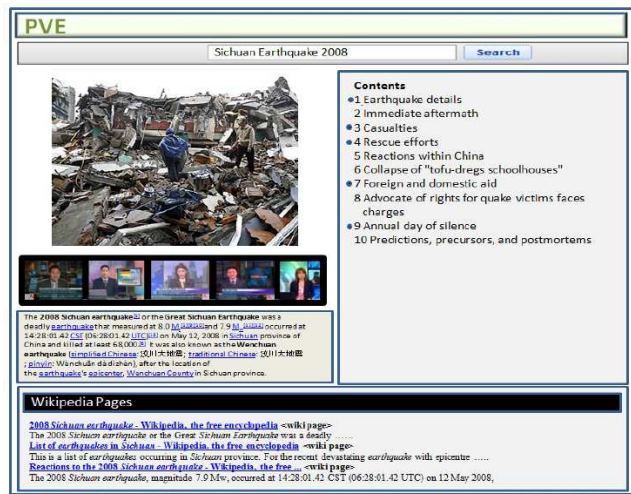 PVE
Sichuan Earthquake 2008
Search
Contents
1 Earthquake details
2 Immediate aftermath
3 Casualties
4 Rescue efforts
5 Reactions within China
6 Collapse of "tofu-dregs schoolhouses"
7 Foreign and domestic aid
8 Advocate of rights for quake victims faces
charges
9 Annual day of silence
10 Predictions, precursors, and postmortems
The 2008 Sichuan earthquake or the Great Sichuan Earthquake was a
deadly earthquake that measured at 8.0 M and 7.9 M occurred at
14:28:01.42 CST (06:28:01.42 UTC) on May 12, 2008 in Sichuan province of
China and killed at least 68,000. It was also known as the Wenchuan
earthquake (simplified Chinese: 汶川大地震; traditional Chinese: 汶川大地震
; pinyin: Wènchuān dàdìzhèn), after the location of
the earthquake's epicenter, Wenchuan County in Sichuan province.
Wikipedia Pages
2008 Sichuan earthquake - Wikipedia, the free encyclopedia <wiki page>
The 2008 Sichuan earthquake or the Great Sichuan Earthquake was a deadly ......
List of earthquakes in Sichuan - Wikipedia, the free encyclopedia <wiki page>
This is a list of earthquakes occurring in Sichuan province. For the recent devastating earthquake with epicentre .....
Reactions to the 2008 Sichuan earthquake - Wikipedia, the free ... <wiki page>
The 2008 Sichuan earthquake, magnitude 7.9 Mw, occurred at 14:28:01.42 CST (06:28:01.42 UTC) on 12 May 2008,